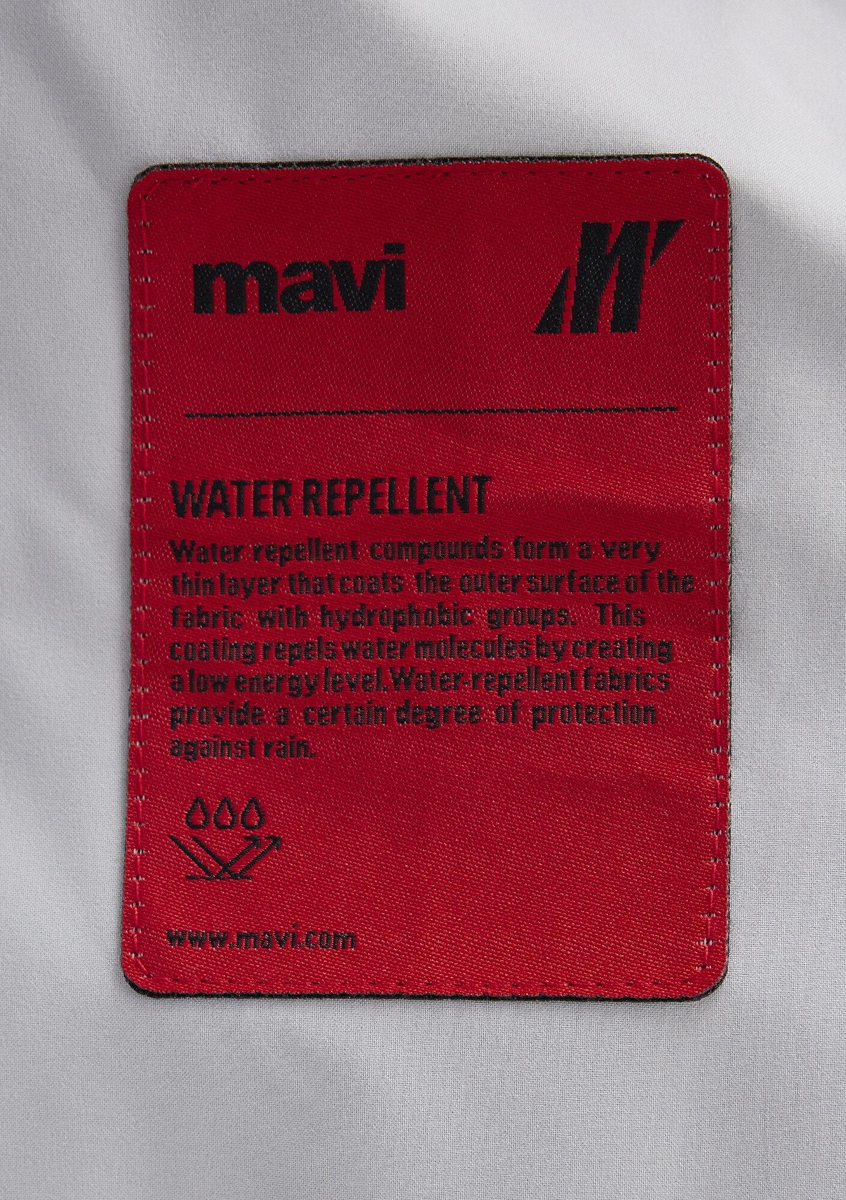 mavi M
WATER REPELLENT
Water repellent compounds form a very
thin layer that coats the outer surface of the
fabric with hydrophobic groups. This
coating repels water molecules by creating
a low energy level.Water-repellent fabrics
provide a certain degree of protection
against rain.
www.mavi.com